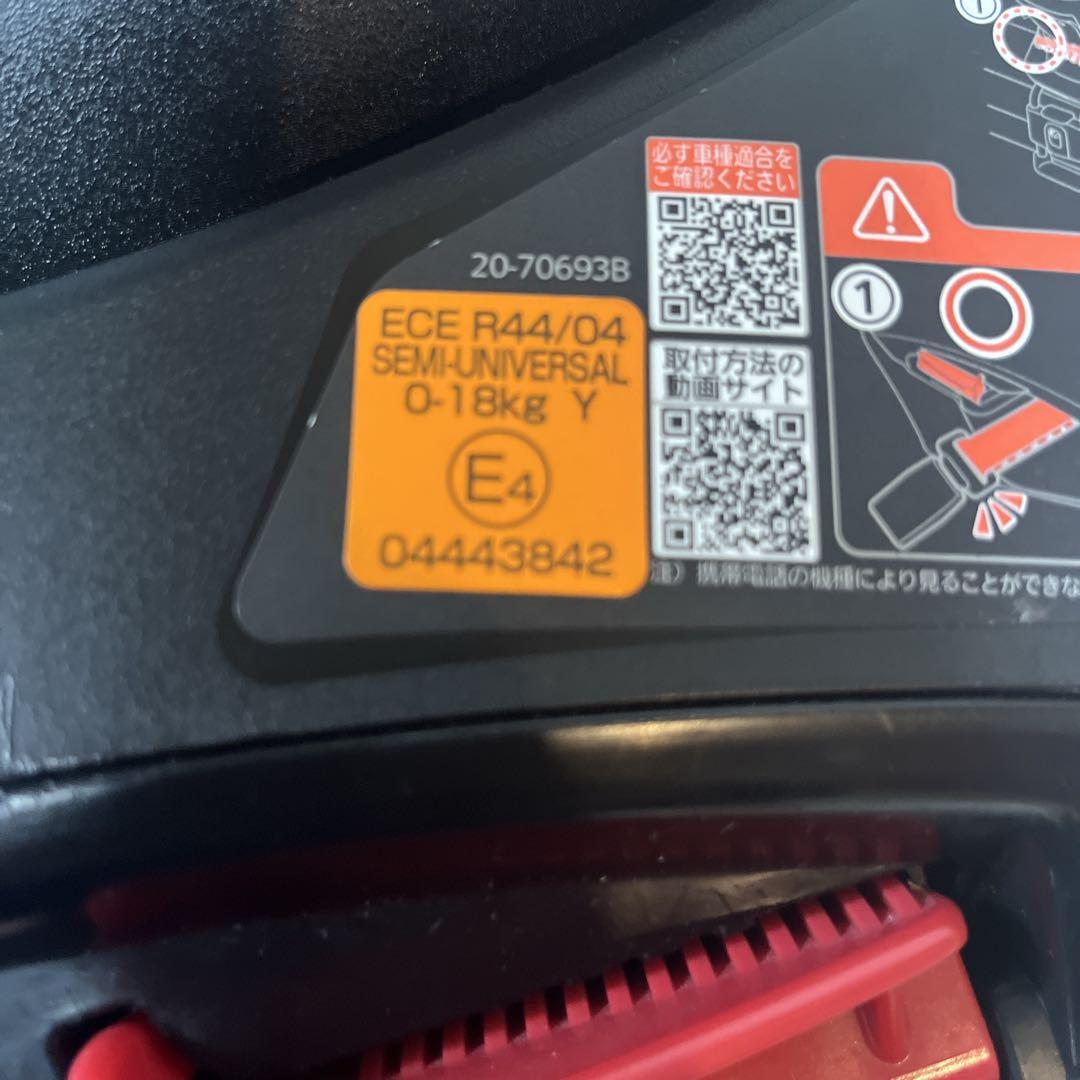 必ず車種適合を
ご確認ください
20-70693B
ECE R44/04
SEMI-UNIVERSAL
0-18kg Y
E4
04443842
取付方法の
動画サイト
注）携帯電話の機種により見ることができな
1
1